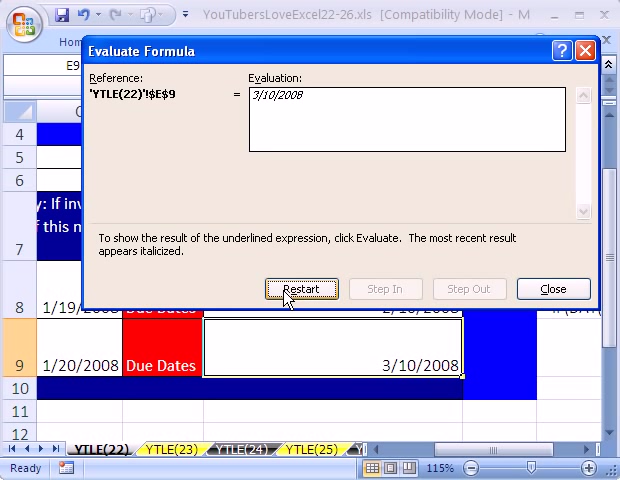 YouTubersLoveExcel22-26.xls [Compatibility Mode] - M
Hom
E9
Evaluate Formula
Reference:
Evaluation:
'YTLE(22)'!$E$9
=
3/10/2008
To show the result of the underlined expression, click Evaluate. The most recent result
appears italicized.
Restart
Step In
Step Out
Close
4
5
6
y: If inv
f this n
7
8
1/19/2008
Due Dates
2/10/2008
9
1/20/2008
Due Dates
3/10/2008
10
11
12
YTLE(22)
YTLE(23)
YTLE(24)
YTLE(25)
Ready
115%